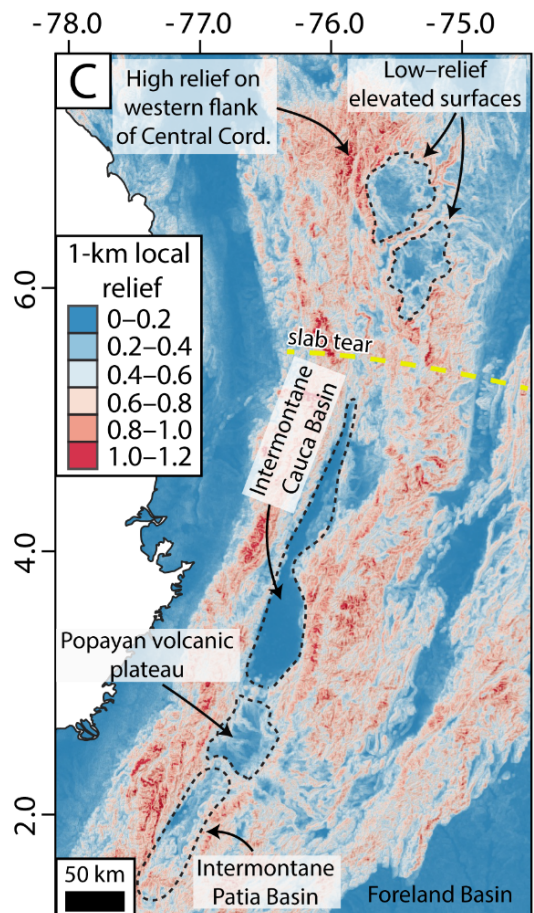 -78.0 -77.0 -76.0 -75.0
C
High relief on
western flank
of Central Cord.
Low–relief
elevated surfaces
6.0
4.0
2.0
1-km local
relief
0–0.2
0.2–0.4
0.4–0.6
0.6–0.8
0.8–1.0
1.0–1.2
slab tear
Intermontane
Cauca Basin
Popayan volcanic
plateau
Intermontane
Patia Basin
50 km
Foreland Basin